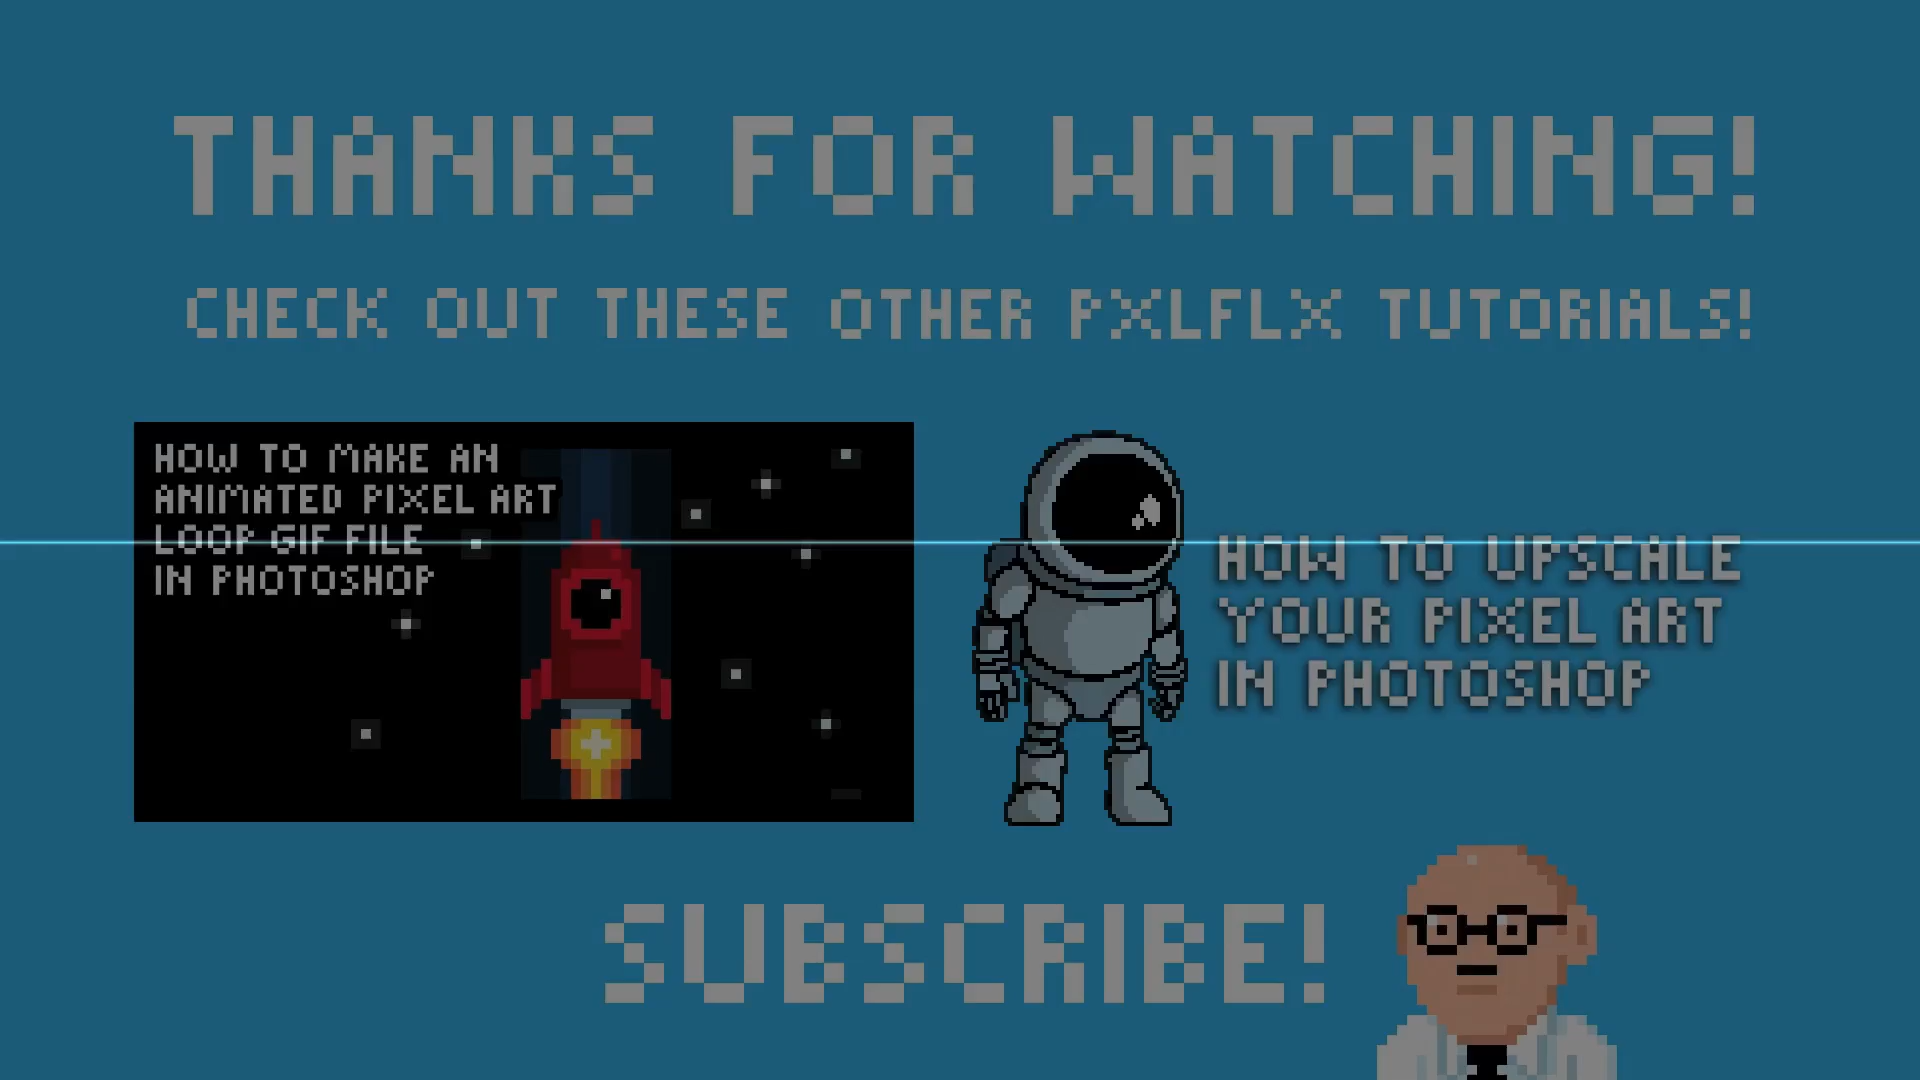 THANKS FOR WATCHING!
CHECK OUT THESE OTHER PXLFLX TUTORIALS!
HOW TO MAKE AN
ANIMATED PIXEL ART
LOOP GIF FILE
IN PHOTOSHOP
HOW TO UPSCALE
YOUR PIXEL ART
IN PHOTOSHOP
SUBSCRIBE!